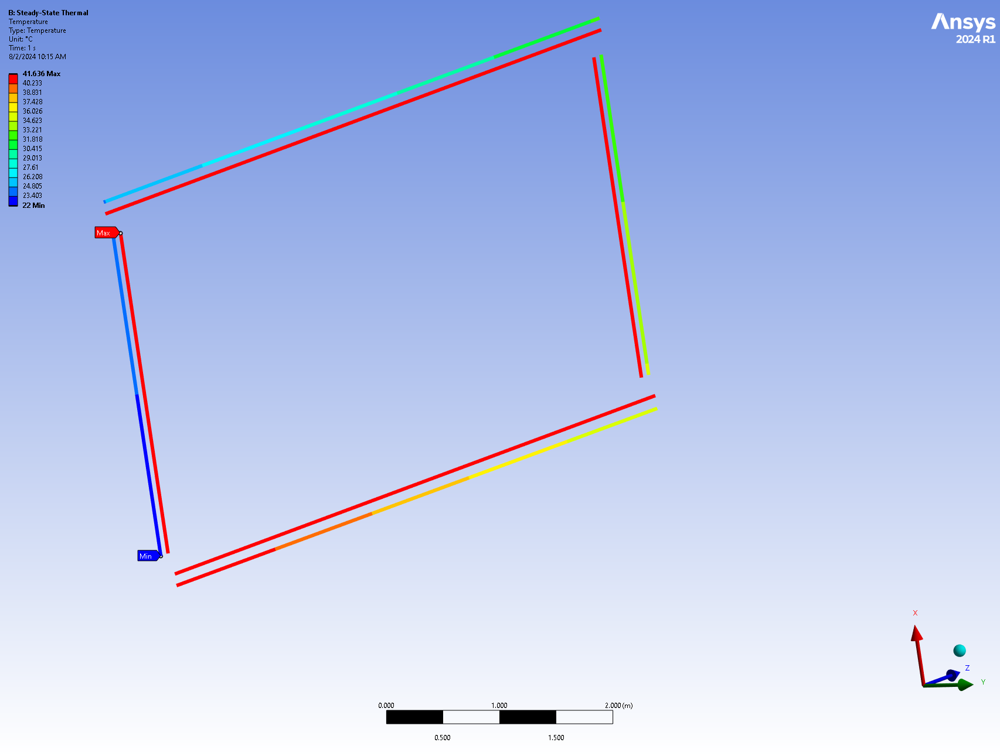 B: Steady-State Thermal
Temperature
Type: Temperature
Unit: °C
Time: 1 s
8/2/2024 10:15 AM
41.636 Max
40.233
38.831
37.428
36.026
34.623
33.221
31.818
30.415
29.013
27.61
26.208
24.805
23.403
22 Min
Ansys
2024 R1
Max
Min
X
Z
Y
0.000 1.000 2.000 (m)
0.500 1.500